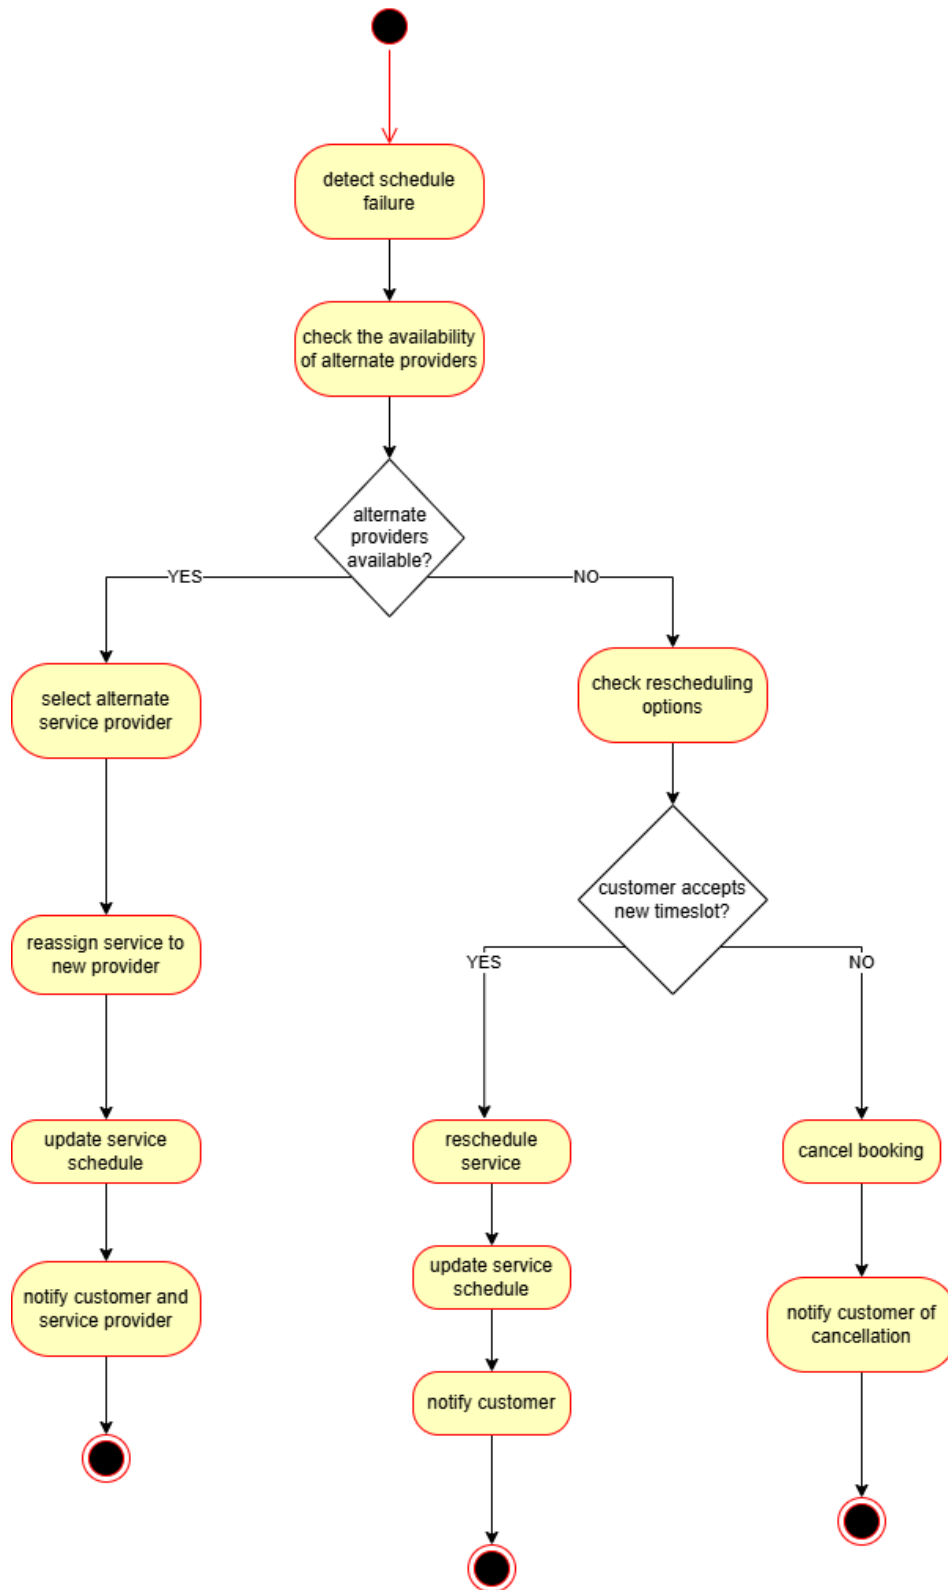 detect schedule
failure
check the availability
of alternate providers
alternate
providers
available?
YES
NO
select alternate
service provider
check rescheduling
options
customer accepts
new timeslot?
reassign service to
new provider
YES
NO
update service
schedule
reschedule
service
cancel booking
notify customer and
service provider
update service
schedule
notify customer of
cancellation
notify customer